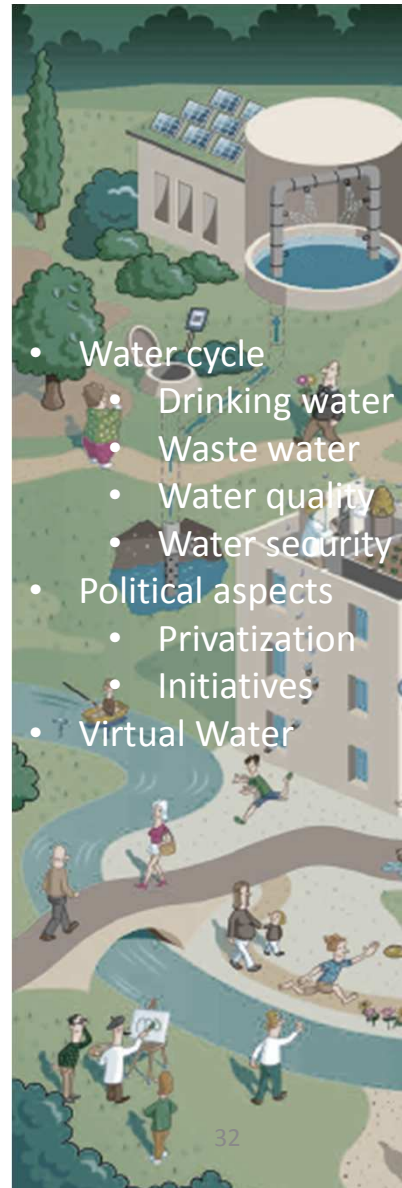 • Water cycle
• Drinking water
• Waste water
• Water quality
• Water security
• Political aspects
• Privatization
• Initiatives
• Virtual Water
32